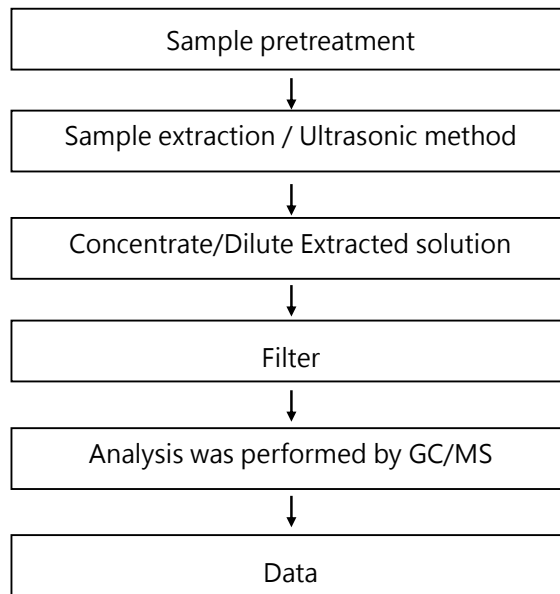 Sample pretreatment
Sample extraction / Ultrasonic method
Concentrate/Dilute Extracted solution
Filter
Analysis was performed by GC/MS
Data